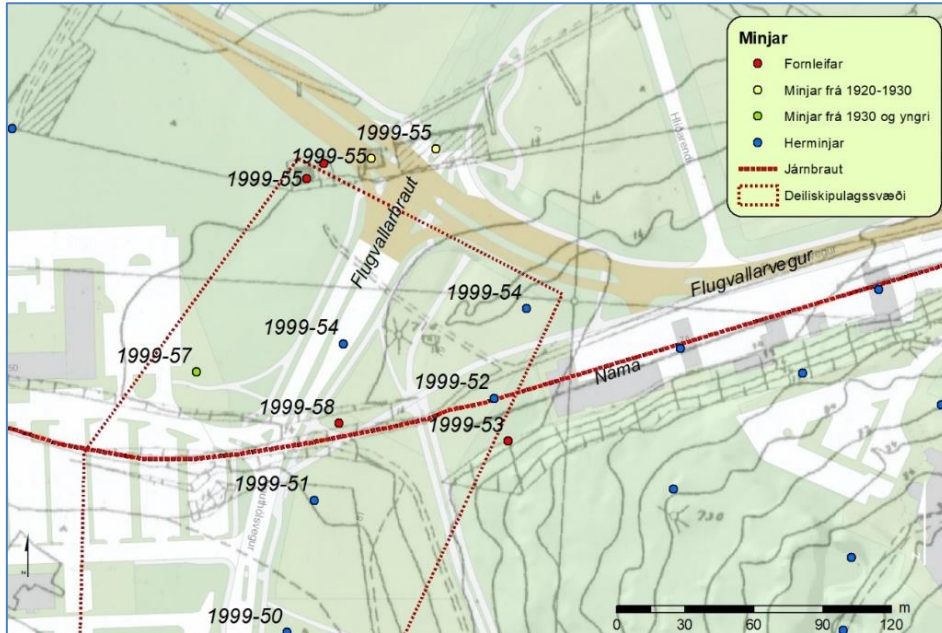 Minjar
Fornleifar
Minjar frá 1920-1930
Minjar frá 1930 og yngri
Herminjar
Járnbraut
Deiliskipulagssvæði
1999-55
1999-55
1999-55
Flugvallarbraut
Hlíðarendi
Flugvallarvegur
1999-54
1999-54
1999-57
1999-52
Náma
1999-58
1999-53
1999-51
1999-50
730
m
0 30 60 90 120